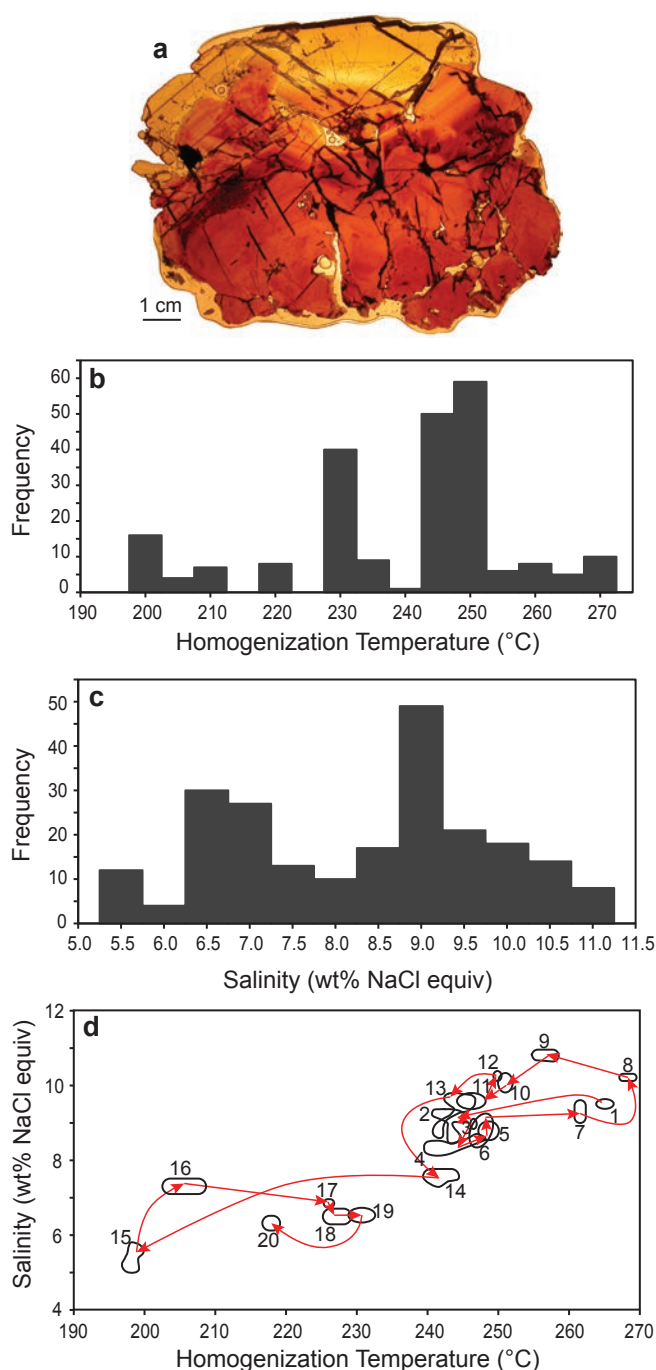 a
1 cm
b
60
50
40
30
20
10
0
Frequency
190 200 210 220 230 240 250 260 270
Homogenization Temperature (°C)
c
50
40
30
20
10
0
Frequency
5.0 5.5 6.0 6.5 7.0 7.5 8.0 8.5 9.0 9.5 10.0 10.5 11.0 11.5
Salinity (wt% NaCl equiv)
d
12
10
8
6
4
Salinity (wt% NaCl equiv)
9
8
12
10
11
13
2
3
1
7
5
6
4
14
16
17
18
19
20
15
190 200 210 220 230 240 250 260 270
Homogenization Temperature (°C)